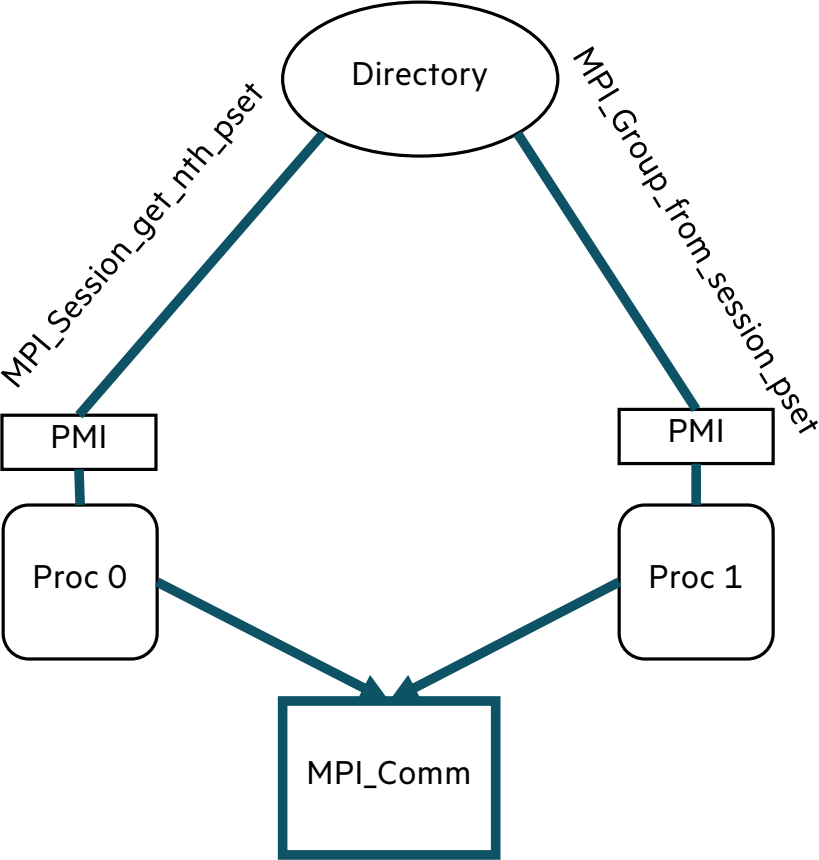 Directory
MPI_Session_get_nth_pset
MPI_Group_from_session_pset
PMI
PMI
Proc 0
Proc 1
MPI_Comm